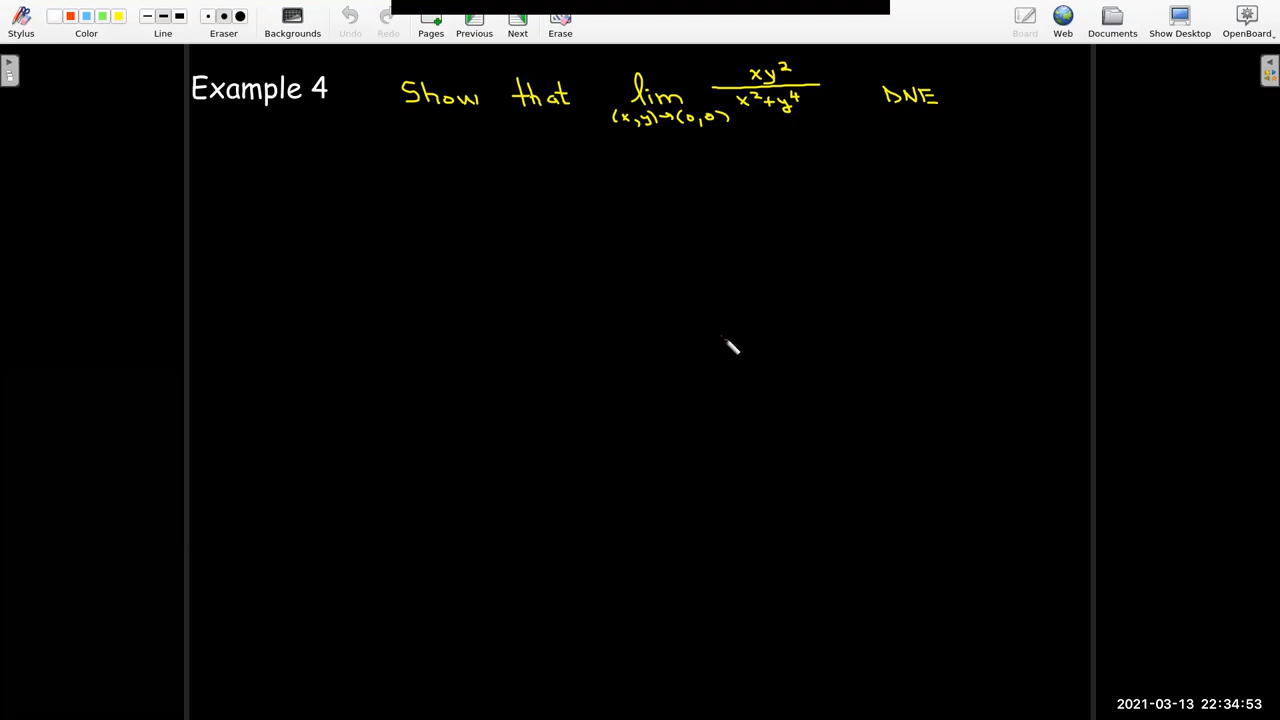 Stylus Color Line Eraser Backgrounds Undo Redo Pages Previous Next Erase Board Web Documents Show Desktop OpenBoard
Example 4 Show that lim (x,y)→(0,0) xy²/(x²+y⁴) DNE
2021-03-13 22:34:53